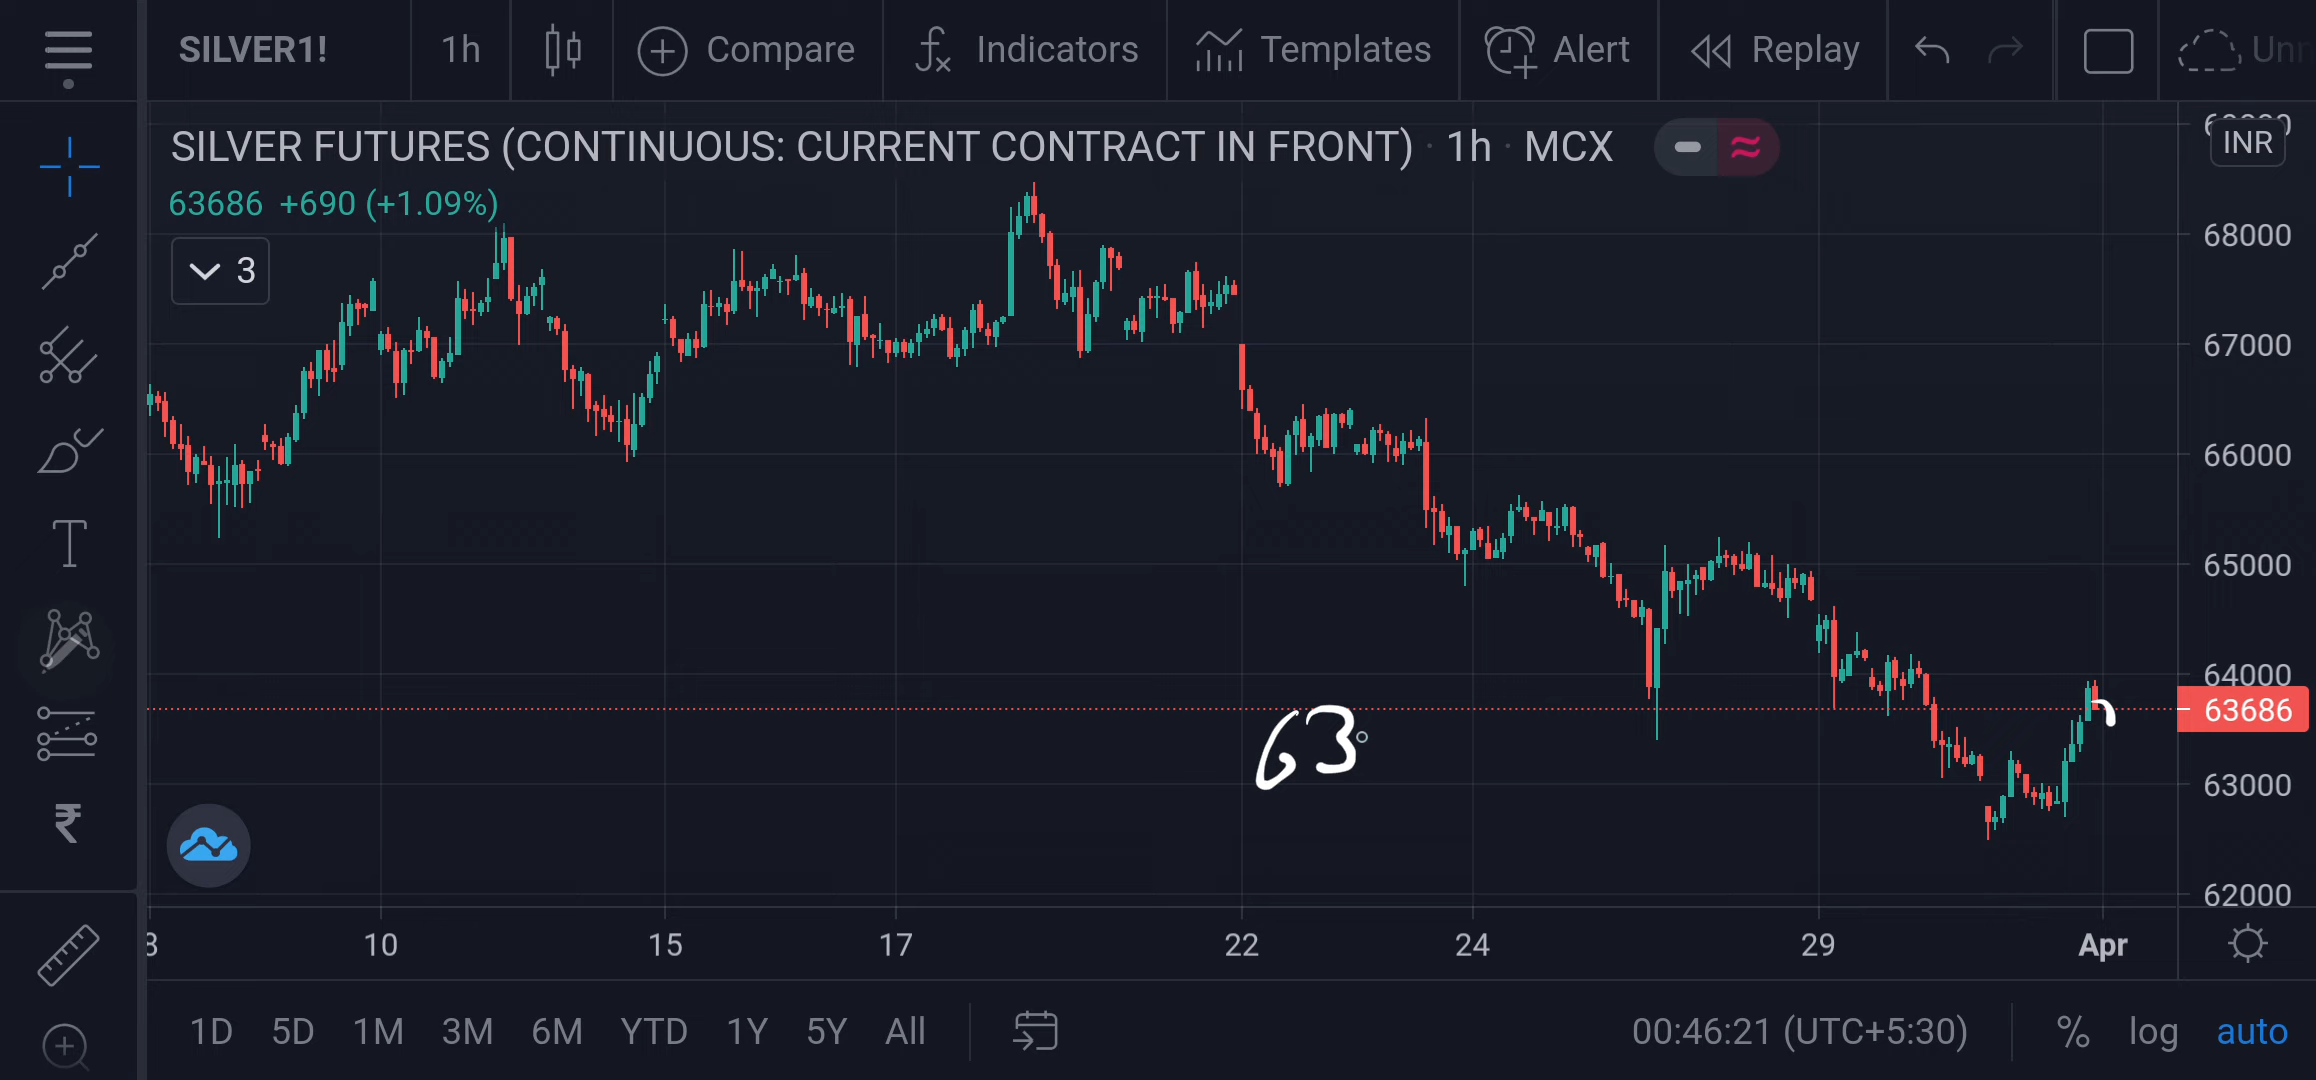 SILVER1! 1h Compare Indicators Templates Alert Replay
SILVER FUTURES (CONTINUOUS: CURRENT CONTRACT IN FRONT) · 1h · MCX
INR
63686 +690 (+1.09%)
3
68000
67000
66000
65000
64000
63686
63
63000
62000
10 15 17 22 24 29 Apr
1D 5D 1M 3M 6M YTD 1Y 5Y All 00:46:21 (UTC+5:30) % log auto